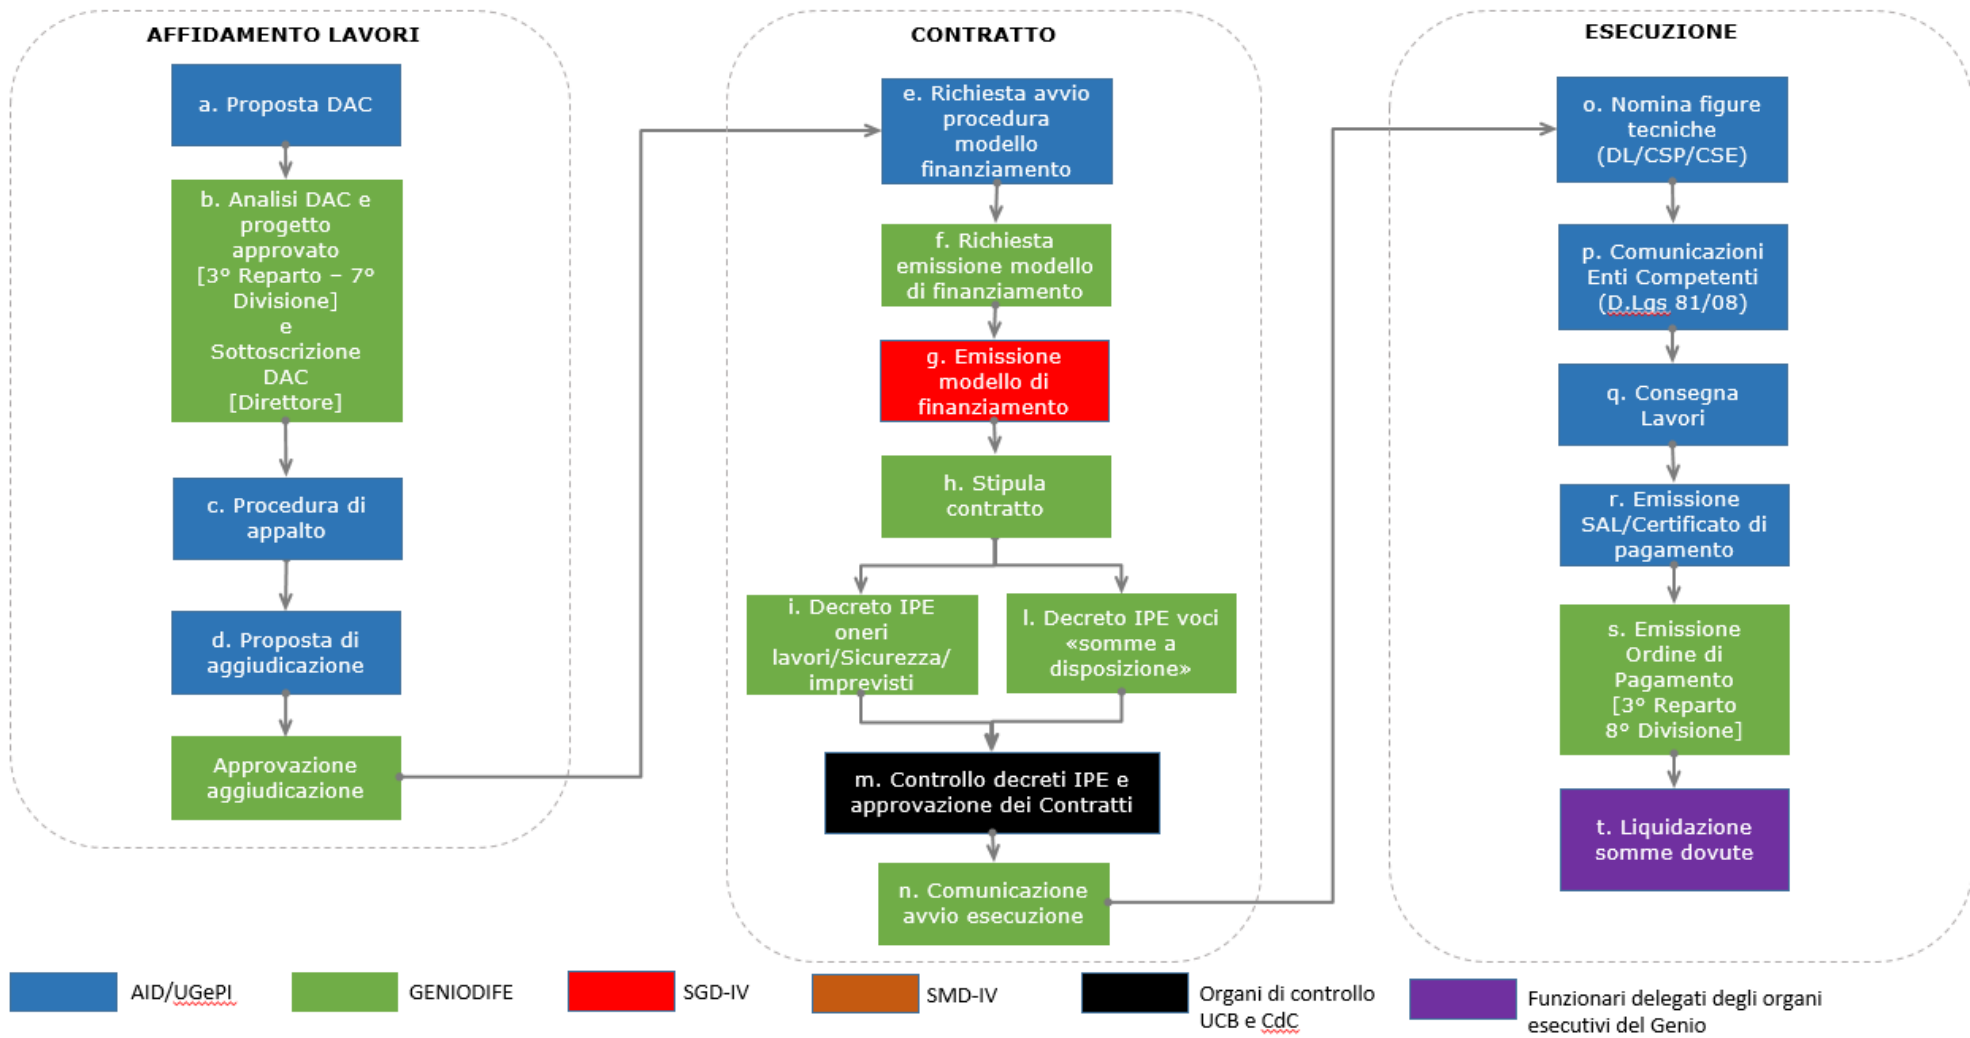 AFFIDAMENTO LAVORI
a. Proposta DAC
b. Analisi DAC e
progetto
approvato
[3° Reparto – 7°
Divisione]
e
Sottoscrizione
DAC
[Direttore]
c. Procedura di
appalto
d. Proposta di
aggiudicazione
Approvazione
aggiudicazione
CONTRATTO
e. Richiesta avvio
procedura
modello
finanziamento
f. Richiesta
emissione modello
di finanziamento
g. Emissione
modello di
finanziamento
h. Stipula
contratto
i. Decreto IPE
oneri
lavori/Sicurezza/
imprevisti
l. Decreto IPE voci
«somme a
disposizione»
m. Controllo decreti IPE e
approvazione dei Contratti
n. Comunicazione
avvio esecuzione
ESECUZIONE
o. Nomina figure
tecniche
(DL/CSP/CSE)
p. Comunicazioni
Enti Competenti
(D.Lgs 81/08)
q. Consegna
Lavori
r. Emissione
SAL/Certificato di
pagamento
s. Emissione
Ordine di
Pagamento
[3° Reparto
8° Divisione]
t. Liquidazione
somme dovute
AID/UGePI
GENIODIFE
SGD-IV
SMD-IV
Organi di controllo
UCB e CdC
Funzionari delegati degli organi
esecutivi del Genio